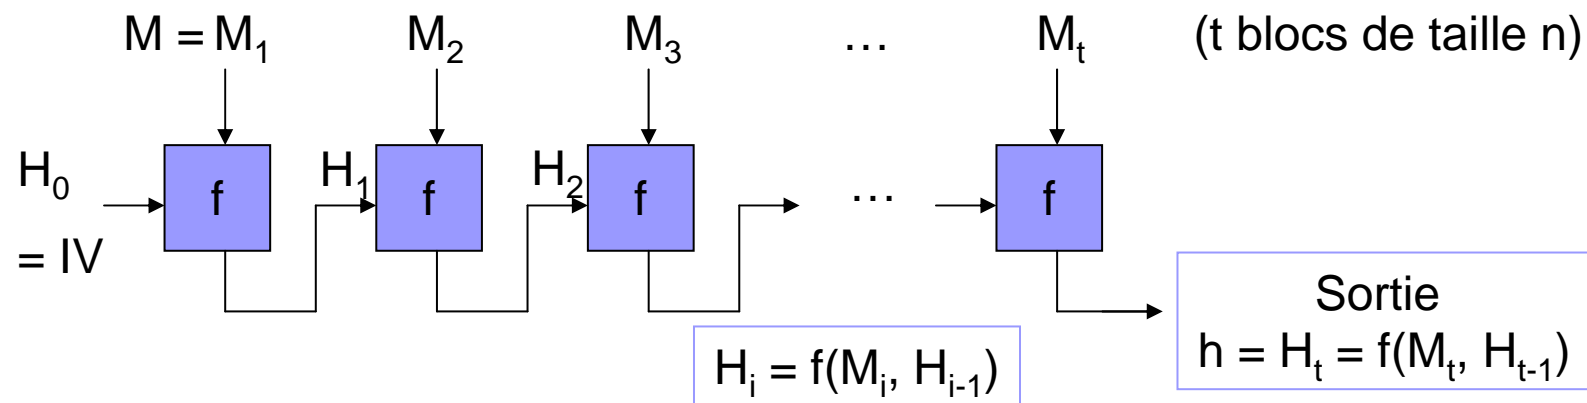 M = M₁ M₂ M₃ … Mₜ (t blocs de taille n)
H₀ f H₁ f H₂ f … f
= IV
Sortie
Hᵢ = f(Mᵢ, Hᵢ₋₁)
h = Hₜ = f(Mₜ, Hₜ₋₁)